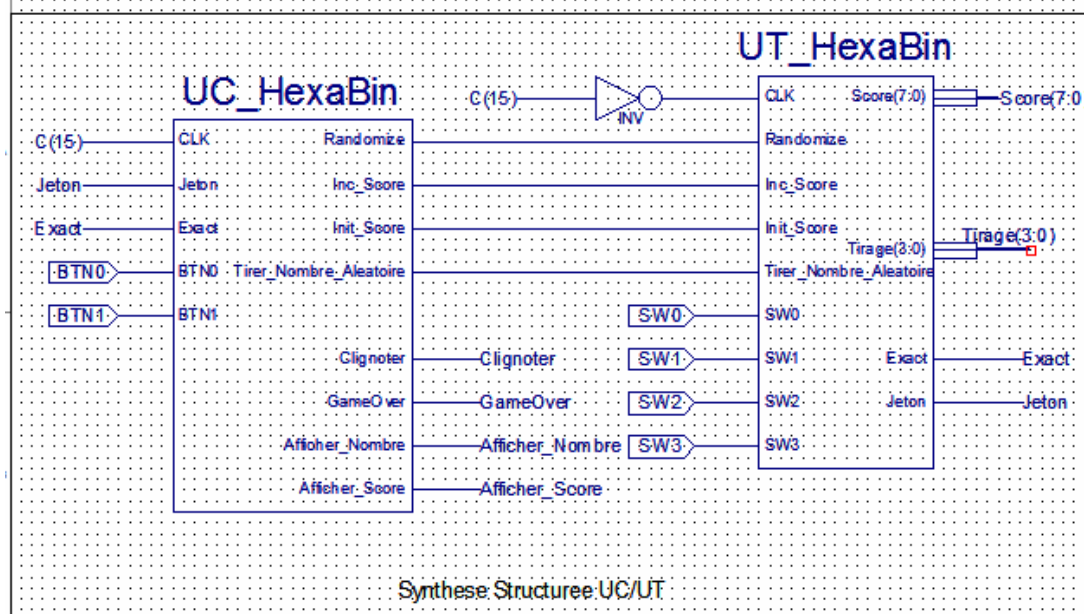 UC_HexaBin
C(15)
Jeton
Exact
BTN0
BTN1
CLK
Jeton
Exact
BTN0
BTN1
Randomize
Inc_Score
Init_Score
Tirer_Nombre_Aleatoire
Clignoter
GameOver
Afficher_Nombre
Afficher_Score
Clignoter
GameOver
Afficher_Nombre
Afficher_Score
UT_HexaBin
C(15)
INV
SW0
SW1
SW2
SW3
CLK
Randomize
Inc_Score
Init_Score
Tirer_Nombre_Aleatoire
SW0
SW1
SW2
SW3
Score(7:0)
Tirage(3:0)
Exact
Jeton
Score(7:0
Tirage(3:0)
Exact
Jeton
Synthese Structuree UC/UT